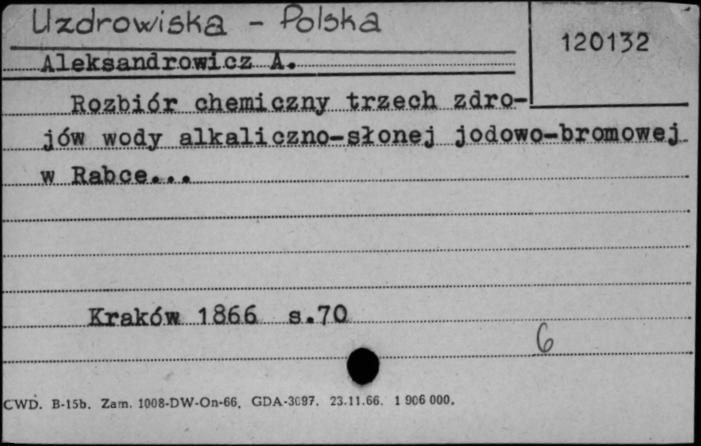 Uzdrowiska - Polska
120132
Aleksandrowicz A.
Rozbiór chemiczny trzech zdro-
jów wody alkaliczno-słonej jodowo-bromowej
w Rabce...
Kraków 1866 s.70
6
CWD. B-15b. Zam. 1008-DW-On-66. GDA-3097. 23.11.66. 1 906 000.